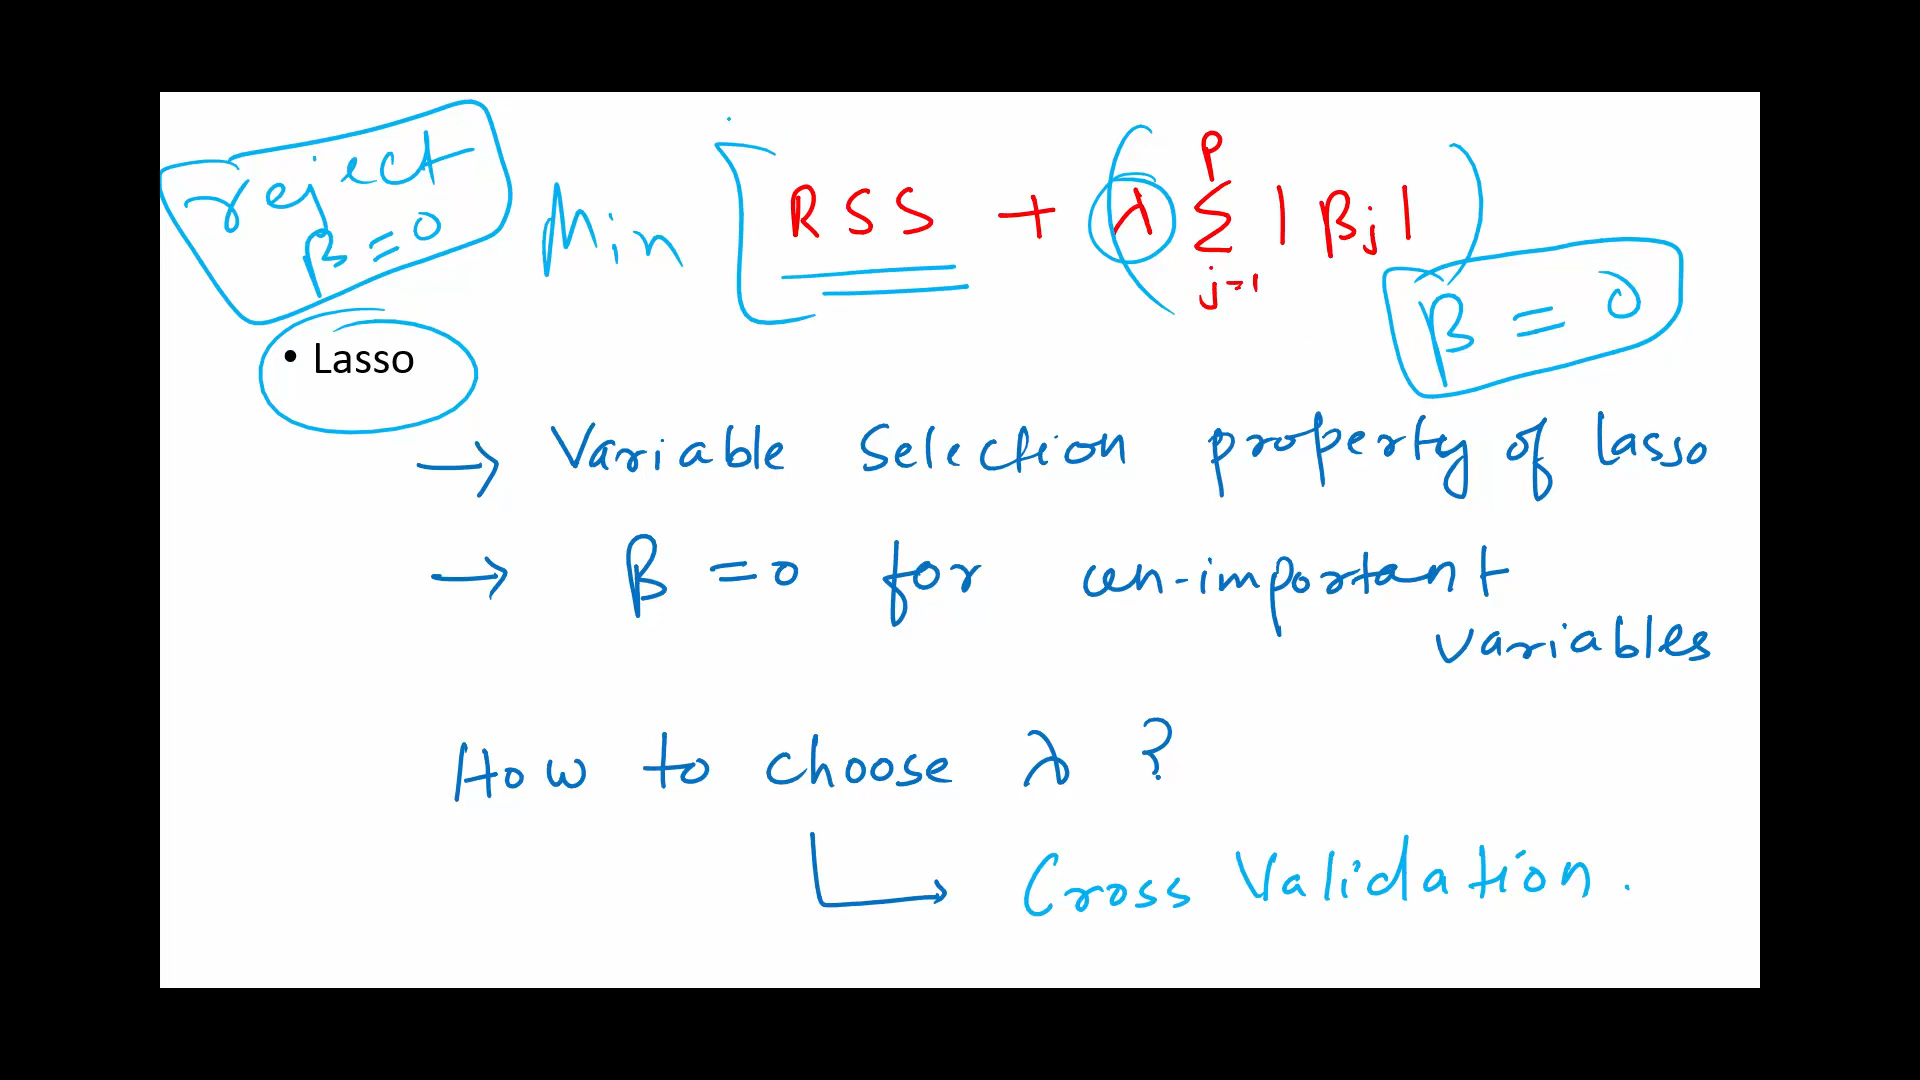 reject
β = 0
Min [ RSS + ( λ Σ |βj| )
p
j=1
β = 0
• Lasso
→ Variable Selection property of lasso
→ β = 0 for un-important
variables
How to choose λ ?
Cross Validation.